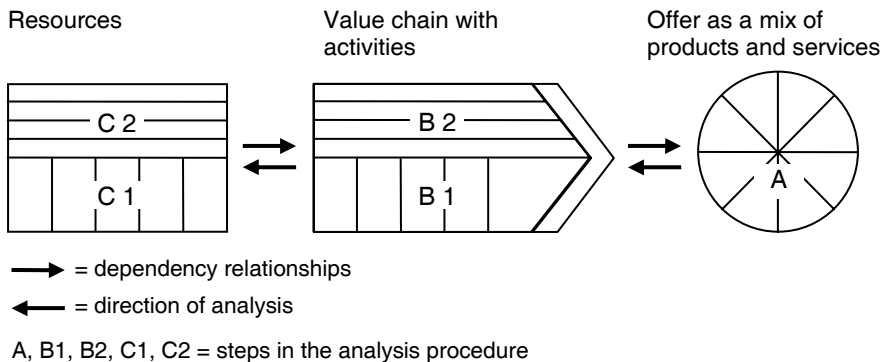 Resources
Value chain with
activities
Offer as a mix of
products and services
C 2
B 2
C 1
B 1
A
= dependency relationships
= direction of analysis
A, B1, B2, C1, C2 = steps in the analysis procedure